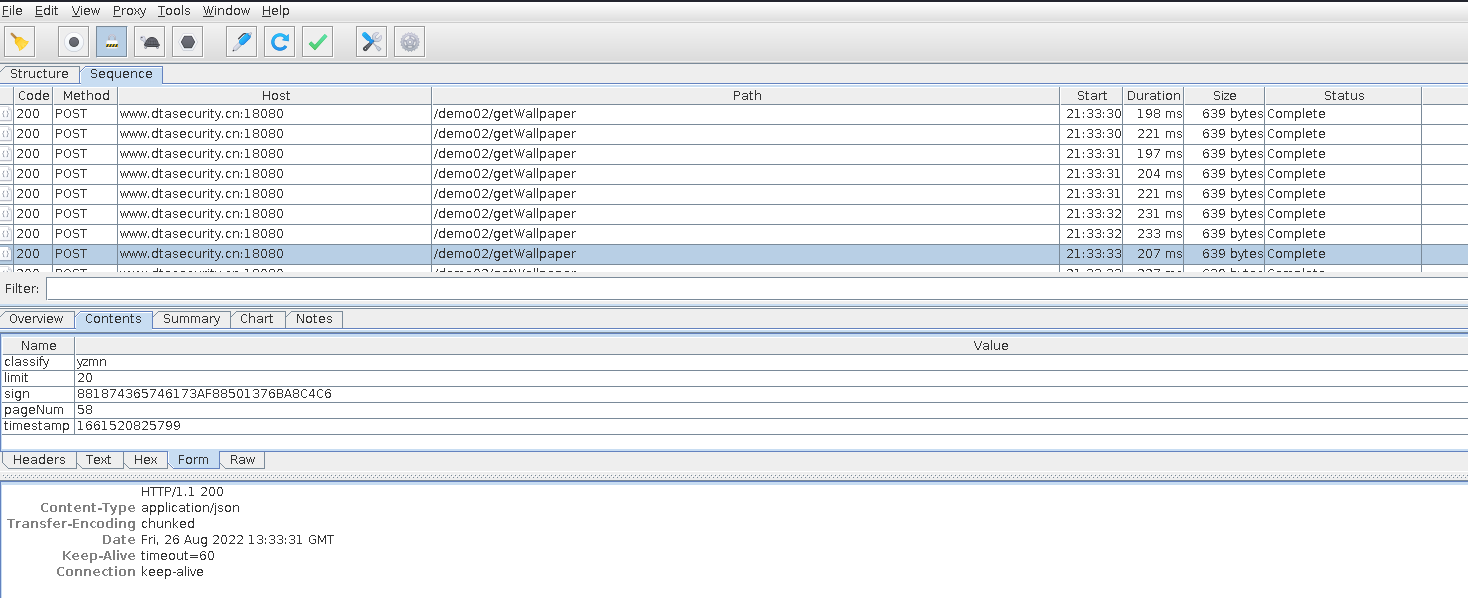 File Edit View Proxy Tools Window Help
Structure Sequence
Code Method Host Path Start Duration Size Status
200 POST www.dtasecurity.cn:18080 /demo02/getWallpaper 21:33:30 198 ms 639 bytes Complete
200 POST www.dtasecurity.cn:18080 /demo02/getWallpaper 21:33:30 221 ms 639 bytes Complete
200 POST www.dtasecurity.cn:18080 /demo02/getWallpaper 21:33:31 197 ms 639 bytes Complete
200 POST www.dtasecurity.cn:18080 /demo02/getWallpaper 21:33:31 204 ms 639 bytes Complete
200 POST www.dtasecurity.cn:18080 /demo02/getWallpaper 21:33:31 221 ms 639 bytes Complete
200 POST www.dtasecurity.cn:18080 /demo02/getWallpaper 21:33:32 231 ms 639 bytes Complete
200 POST www.dtasecurity.cn:18080 /demo02/getWallpaper 21:33:32 233 ms 639 bytes Complete
200 POST www.dtasecurity.cn:18080 /demo02/getWallpaper 21:33:33 207 ms 639 bytes Complete
Filter:
Overview Contents Summary Chart Notes
Name Value
classify yzmn
limit 20
sign 881874365746173AF88501376BA8C4C6
pageNum 58
timestamp 1661520825799
Headers Text Hex Form Raw
HTTP/1.1 200
Content-Type application/json
Transfer-Encoding chunked
Date Fri, 26 Aug 2022 13:33:31 GMT
Keep-Alive timeout=60
Connection keep-alive